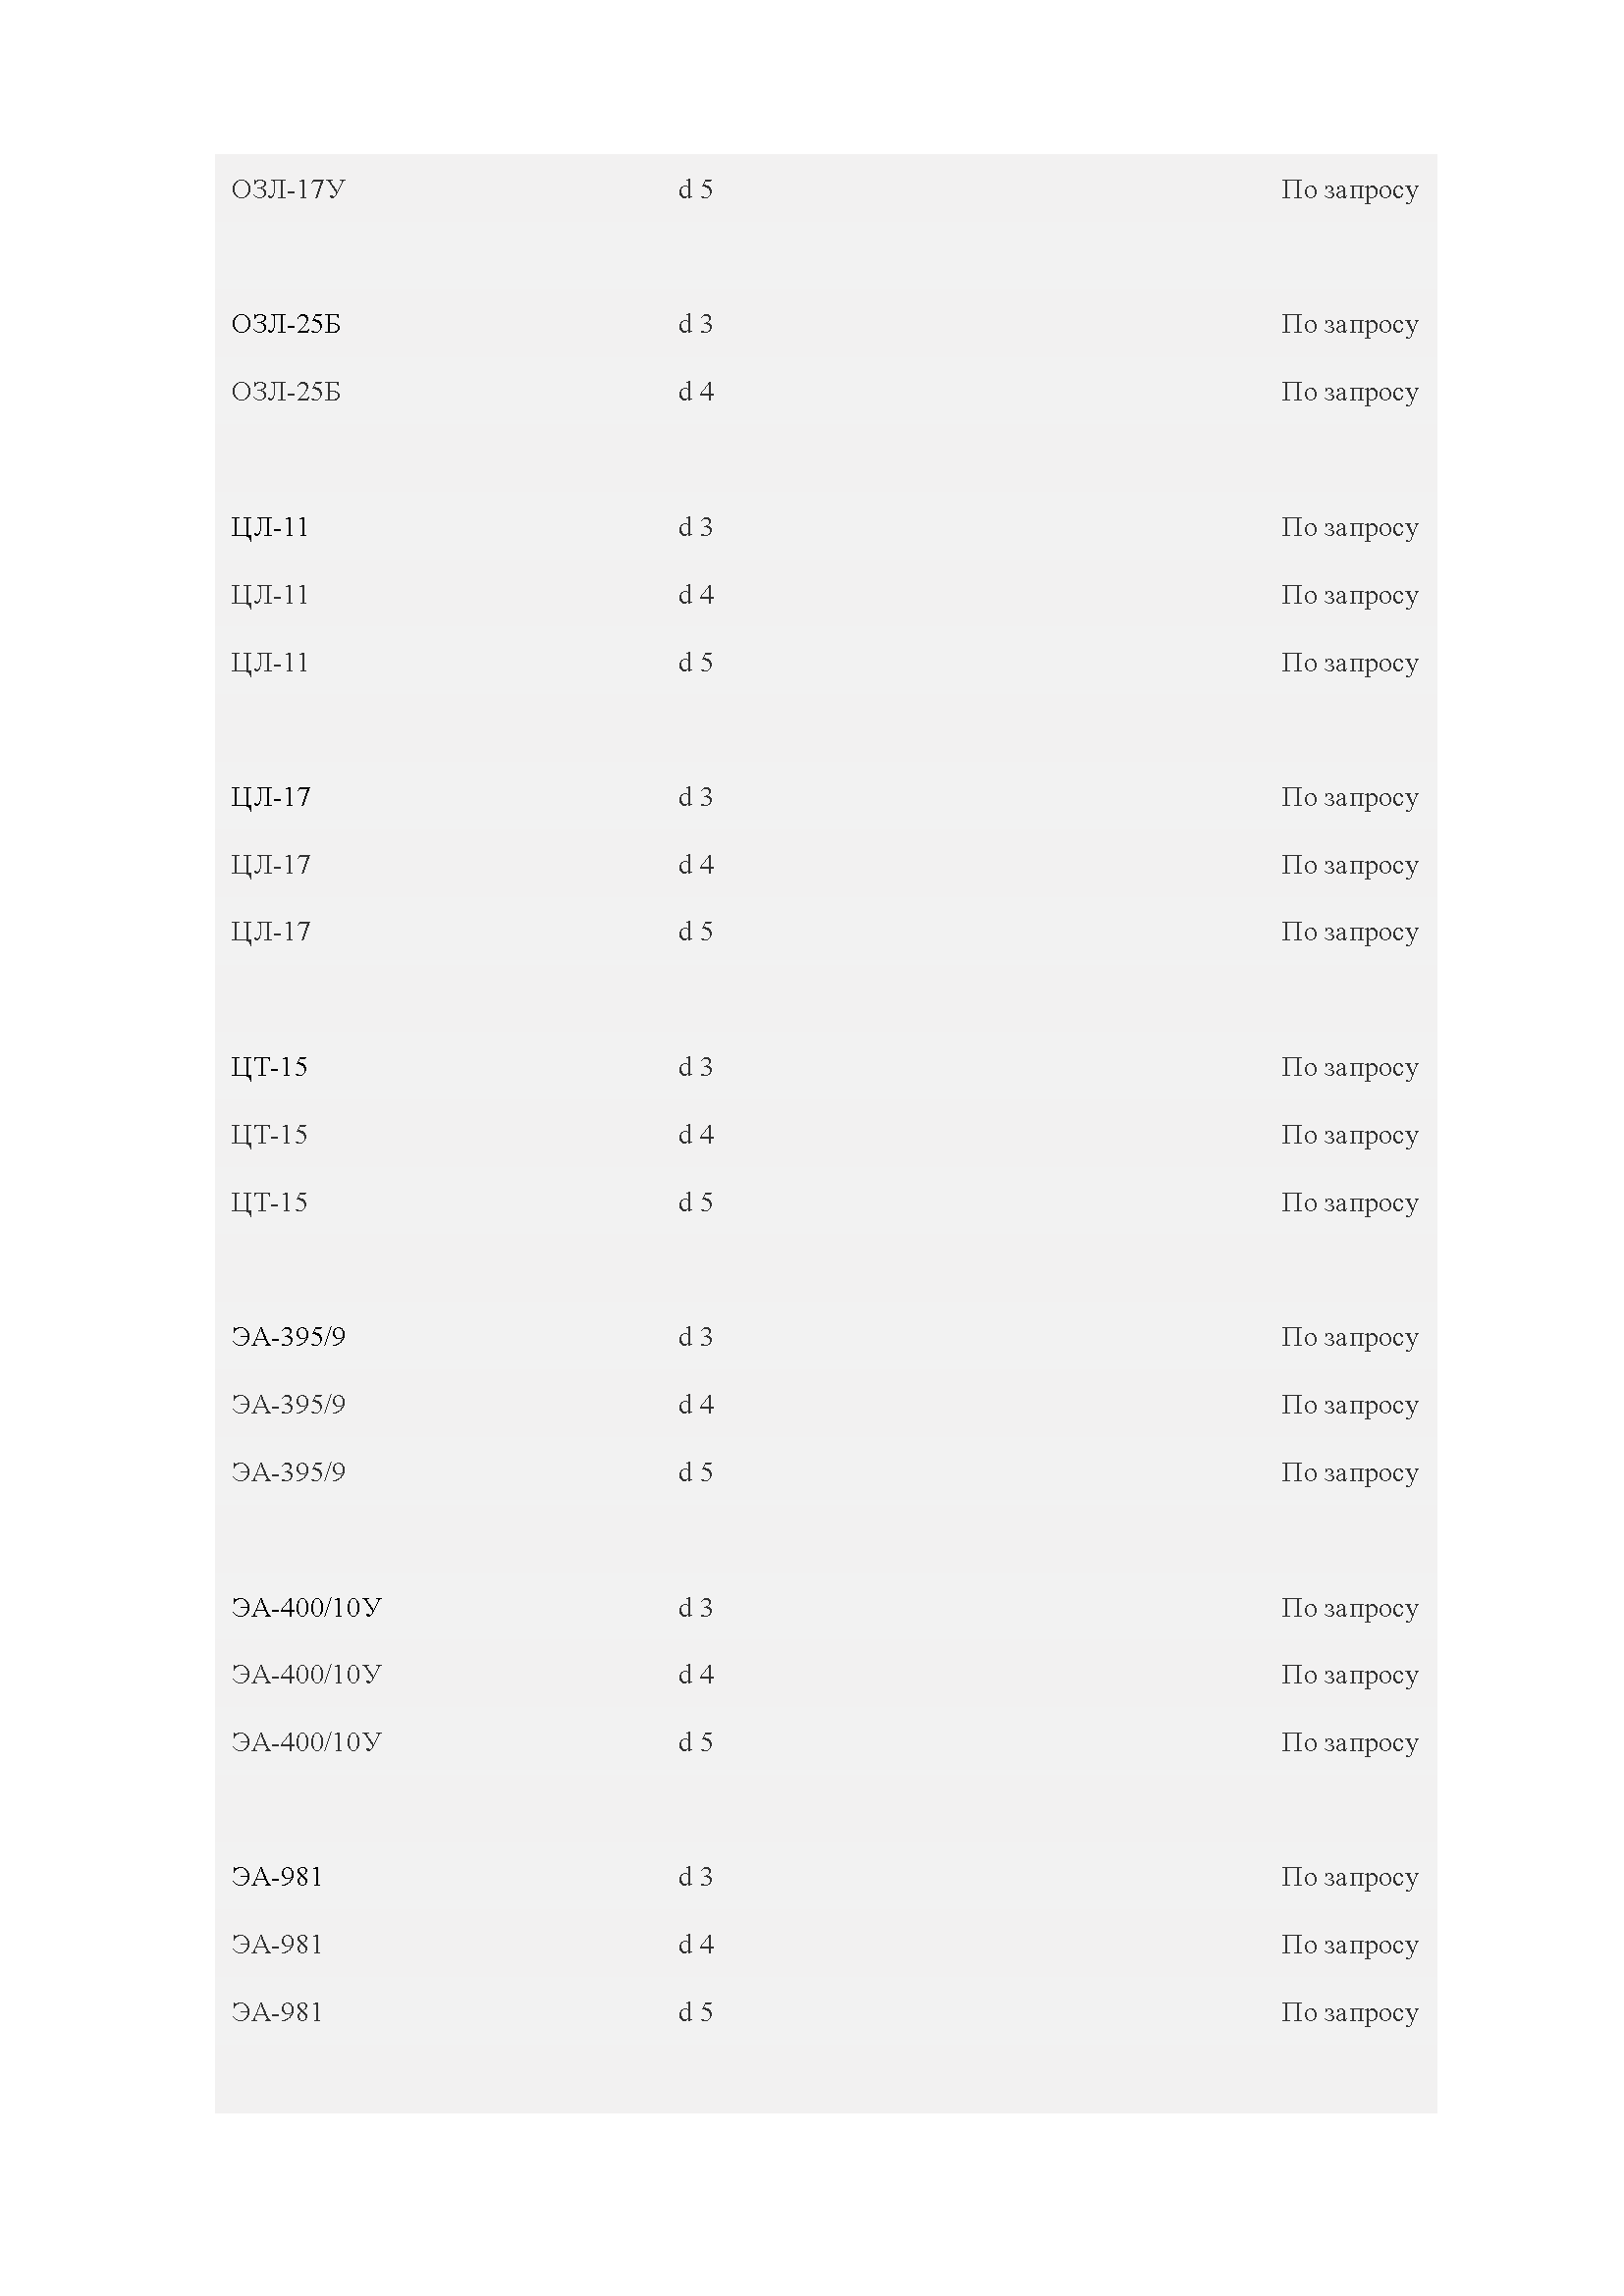 ОЗЛ-17У d 5 По запросу
ОЗЛ-25Б d 3 По запросу
ОЗЛ-25Б d 4 По запросу
ЦЛ-11 d 3 По запросу
ЦЛ-11 d 4 По запросу
ЦЛ-11 d 5 По запросу
ЦЛ-17 d 3 По запросу
ЦЛ-17 d 4 По запросу
ЦЛ-17 d 5 По запросу
ЦТ-15 d 3 По запросу
ЦТ-15 d 4 По запросу
ЦТ-15 d 5 По запросу
ЭА-395/9 d 3 По запросу
ЭА-395/9 d 4 По запросу
ЭА-395/9 d 5 По запросу
ЭА-400/10У d 3 По запросу
ЭА-400/10У d 4 По запросу
ЭА-400/10У d 5 По запросу
ЭА-981 d 3 По запросу
ЭА-981 d 4 По запросу
ЭА-981 d 5 По запросу